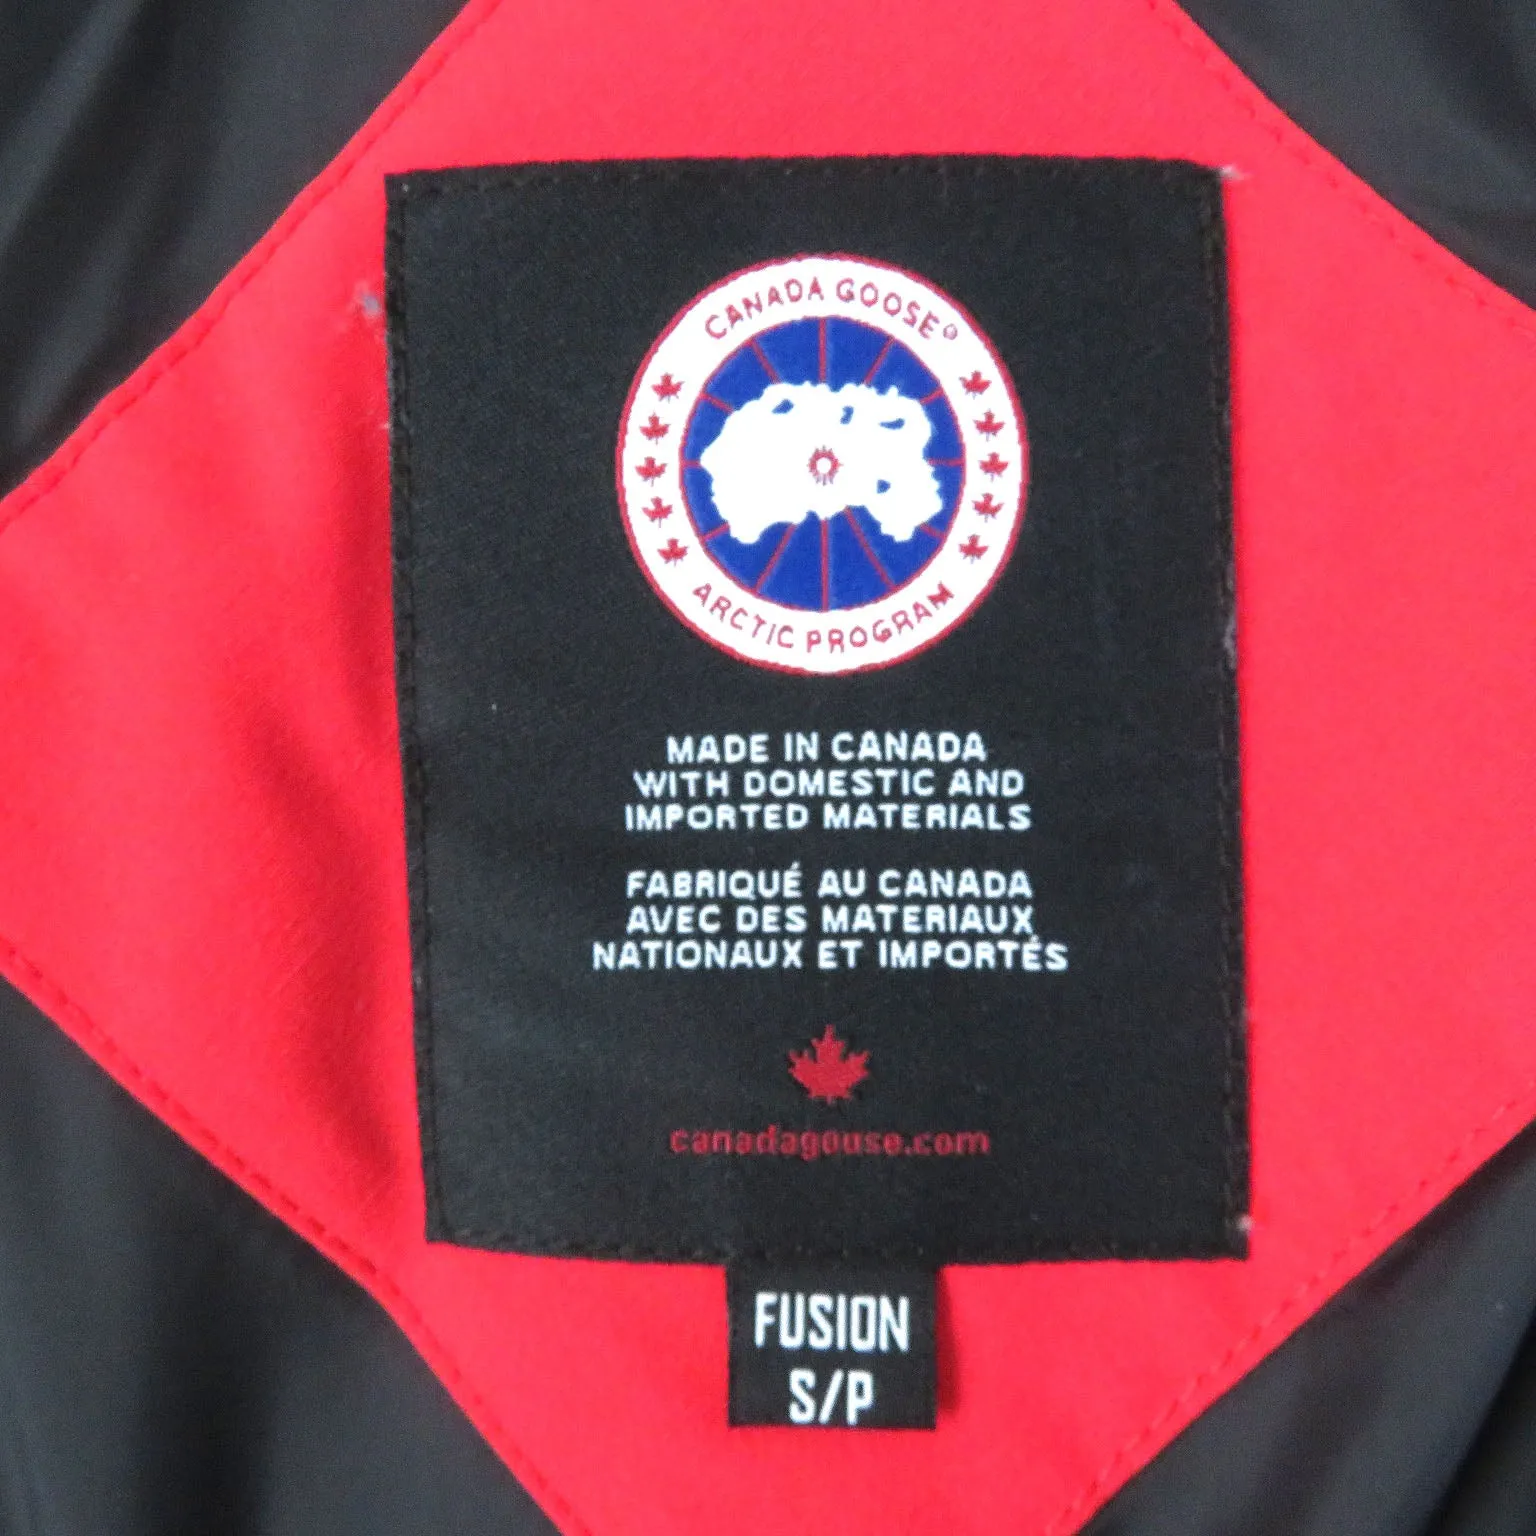 CANADA GOOSE®
ARCTIC PROGRAM
MADE IN CANADA
WITH DOMESTIC AND
IMPORTED MATERIALS
FABRIQUÉ AU CANADA
AVEC DES MATERIAUX
NATIONAUX ET IMPORTÉS
canadagouse.com
FUSION
S/P